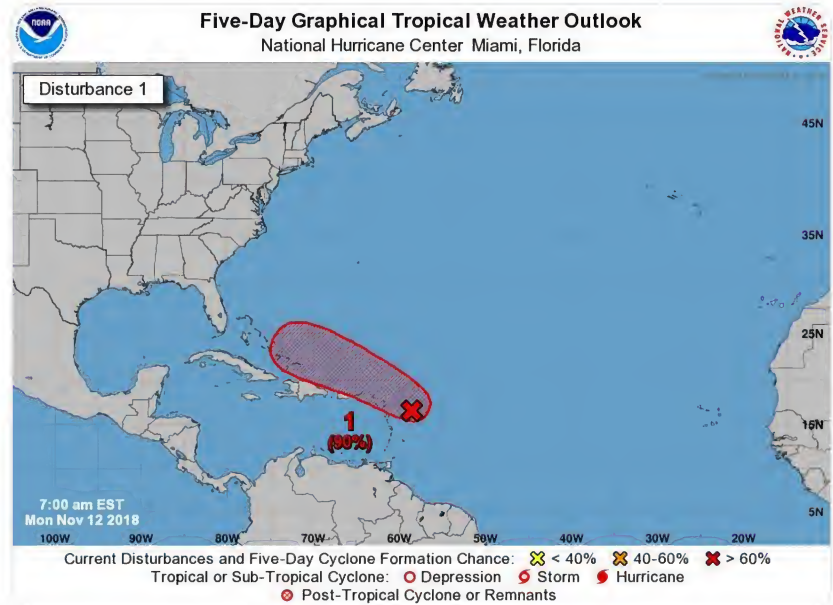 Five-Day Graphical Tropical Weather Outlook
National Hurricane Center Miami, Florida
NOAA
Disturbance 1
45N
35N
25N
15N
5N
1
(90%)
7:00 am EST
Mon Nov 12 2018
100W 90W 80W 70W 60W 50W 40W 30W 20W
Current Disturbances and Five-Day Cyclone Formation Chance: < 40% 40-60% > 60%
Tropical or Sub-Tropical Cyclone: Depression Storm Hurricane
Post-Tropical Cyclone or Remnants